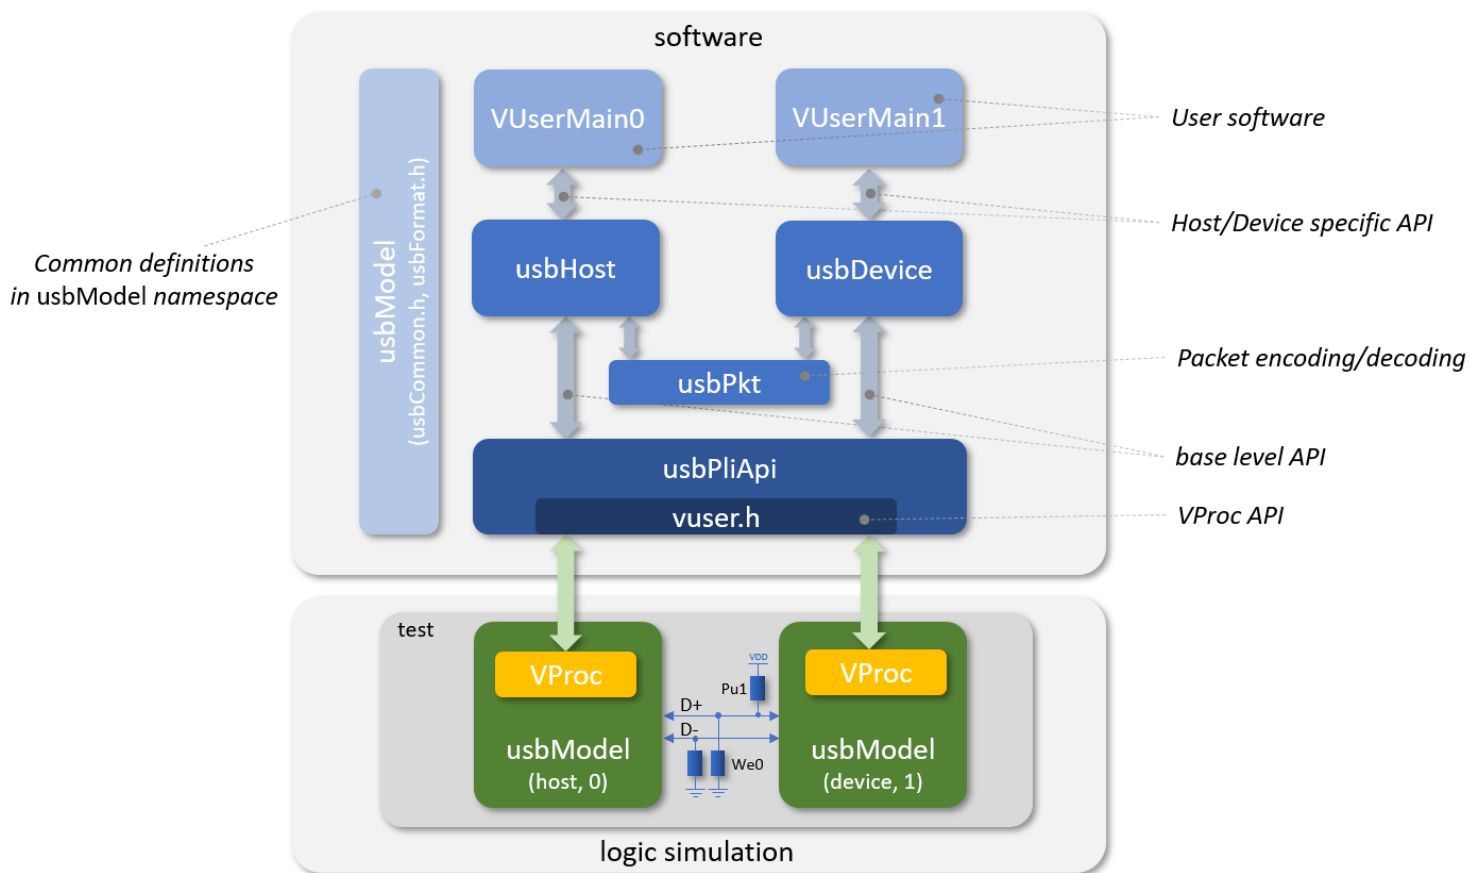 software
VUserMain0
VUserMain1
User software
usbModel
(usbCommon.h, usbFormat.h)
Host/Device specific API
Common definitions
in usbModel namespace
usbHost
usbDevice
Packet encoding/decoding
usbPkt
base level API
usbPliApi
vuser.h
VProc API
test
VProc
usbModel
(host, 0)
VDD
Pu1
D+
D-
We0
VProc
usbModel
(device, 1)
logic simulation